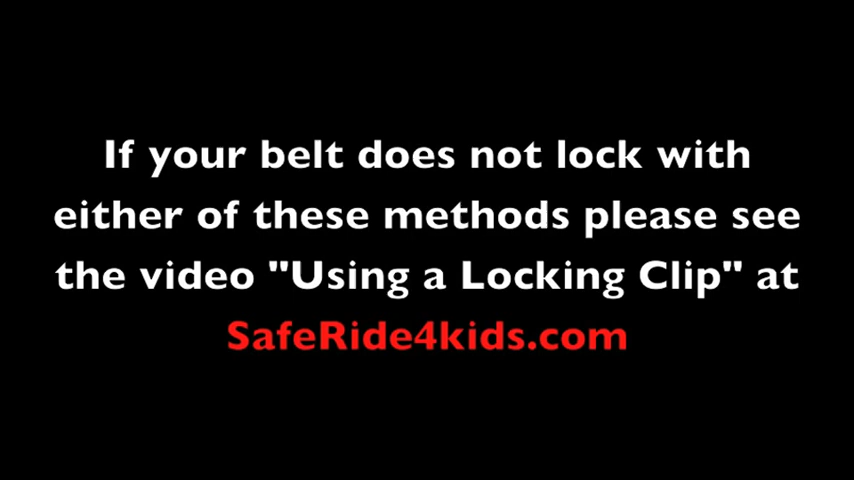 If your belt does not lock with
either of these methods please see
the video "Using a Locking Clip" at
SafeRide4kids.com